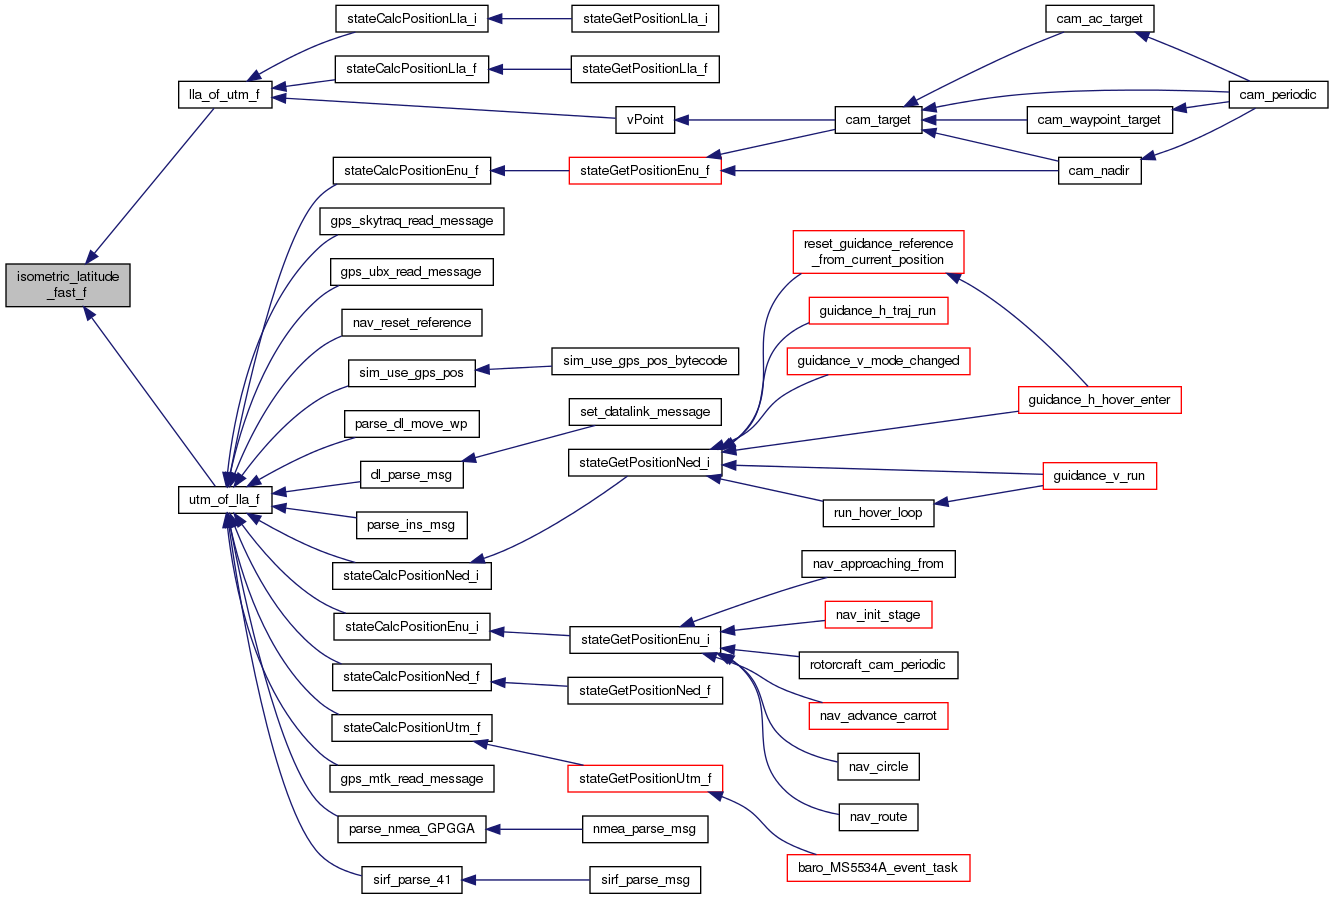 isometric_latitude
_fast_f
lla_of_utm_f
utm_of_lla_f
stateCalcPositionLla_i
stateCalcPositionLla_f
vPoint
stateCalcPositionEnu_f
gps_skytraq_read_message
gps_ubx_read_message
nav_reset_reference
sim_use_gps_pos
parse_dl_move_wp
dl_parse_msg
parse_ins_msg
stateCalcPositionNed_i
stateCalcPositionEnu_i
stateCalcPositionNed_f
stateCalcPositionUtm_f
gps_mtk_read_message
parse_nmea_GPGGA
sirf_parse_41
stateGetPositionLla_i
stateGetPositionLla_f
stateGetPositionEnu_f
sim_use_gps_pos_bytecode
set_datalink_message
stateGetPositionNed_i
stateGetPositionEnu_i
stateGetPositionNed_f
stateGetPositionUtm_f
nmea_parse_msg
sirf_parse_msg
cam_target
reset_guidance_reference
_from_current_position
guidance_h_traj_run
guidance_v_mode_changed
run_hover_loop
nav_approaching_from
nav_init_stage
rotorcraft_cam_periodic
nav_advance_carrot
nav_circle
nav_route
baro_MS5534A_event_task
cam_ac_target
cam_waypoint_target
cam_nadir
guidance_h_hover_enter
guidance_v_run
cam_periodic